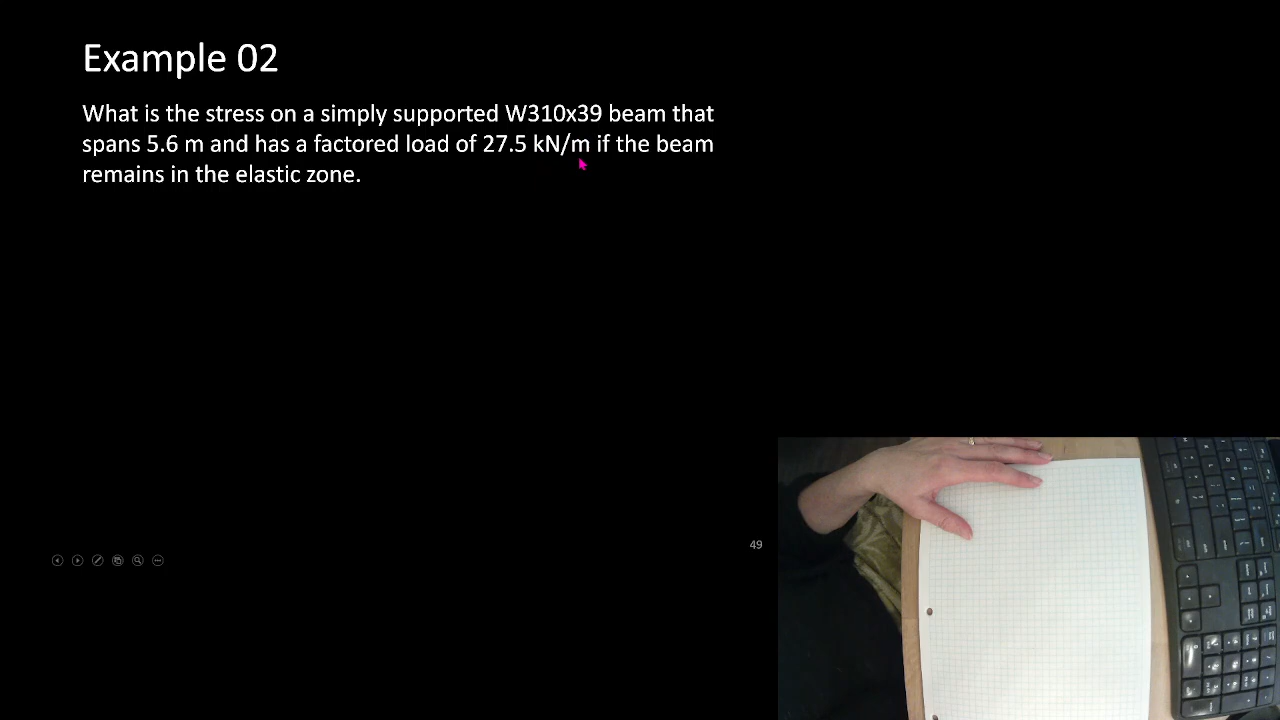 Example 02
What is the stress on a simply supported W310x39 beam that
spans 5.6 m and has a factored load of 27.5 kN/m if the beam
remains in the elastic zone.
49